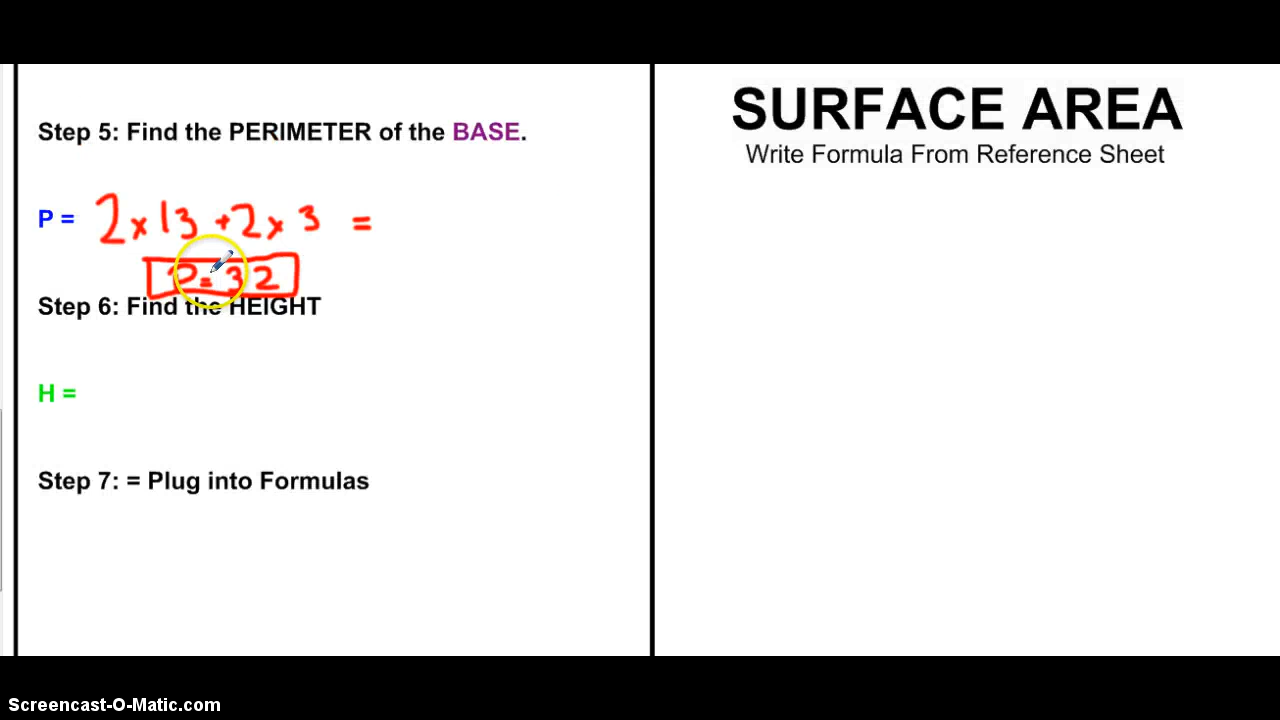 Step 5: Find the PERIMETER of the BASE.
P = 2 x 13 + 2 x 3 =
P = 32
Step 6: Find the HEIGHT
H =
Step 7: = Plug into Formulas
SURFACE AREA
Write Formula From Reference Sheet
Screencast-O-Matic.com